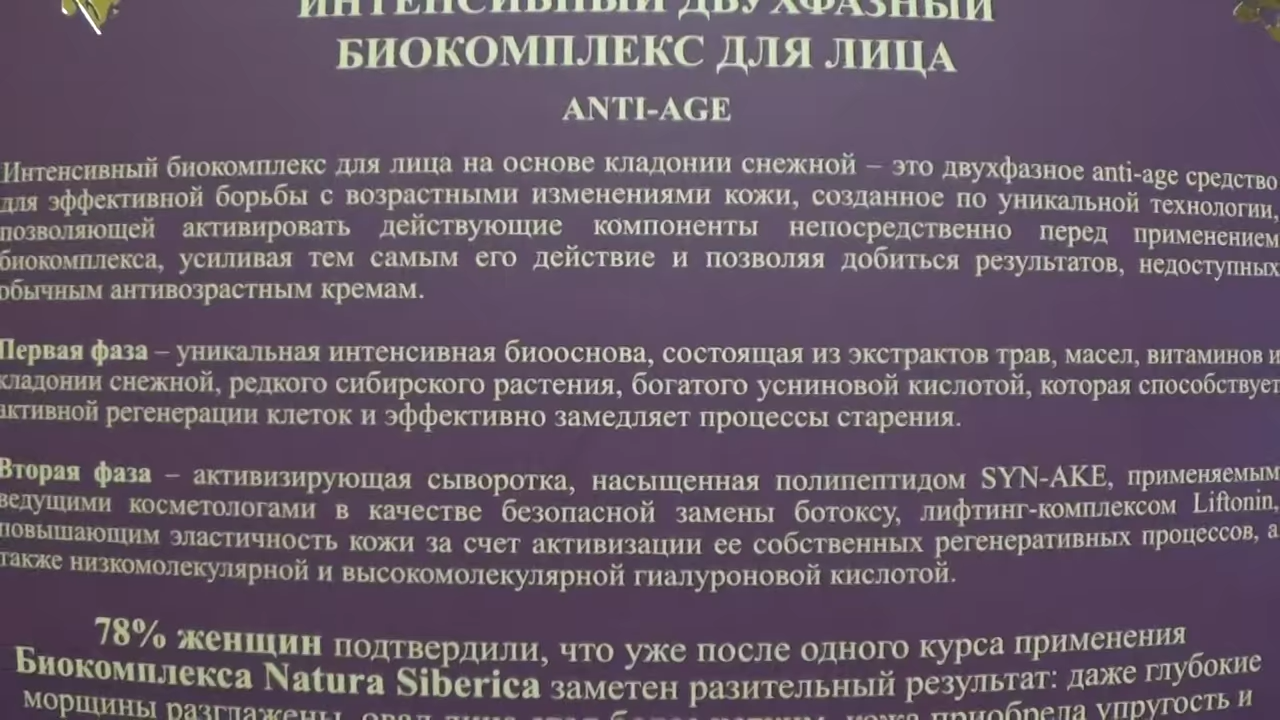 ИНТЕНСИВНЫЙ ДВУХФАЗНЫЙ
БИОКОМПЛЕКС ДЛЯ ЛИЦА
ANTI-AGE
Интенсивный биокомплекс для лица на основе кладонии снежной – это двухфазное anti-age средство
для эффективной борьбы с возрастными изменениями кожи, созданное по уникальной технологии,
позволяющей активировать действующие компоненты непосредственно перед применением
биокомплекса, усиливая тем самым его действие и позволяя добиться результатов, недоступных
обычным антивозрастным кремам.
Первая фаза – уникальная интенсивная биооснова, состоящая из экстрактов трав, масел, витаминов и
кладонии снежной, редкого сибирского растения, богатого усниновой кислотой, которая способствует
активной регенерации клеток и эффективно замедляет процессы старения.
Вторая фаза – активизирующая сыворотка, насыщенная полипептидом SYN-AKE, применяемым
ведущими косметологами в качестве безопасной замены ботоксу, лифтинг-комплексом Liftonin,
повышающим эластичность кожи за счет активизации ее собственных регенеративных процессов, а
также низкомолекулярной и высокомолекулярной гиалуроновой кислотой.
78% женщин подтвердили, что уже после одного курса применения
Биокомплекса Natura Siberica заметен разительный результат: даже глубокие
морщины разглажены, овал лица стал более четким, кожа приобрела упругость и